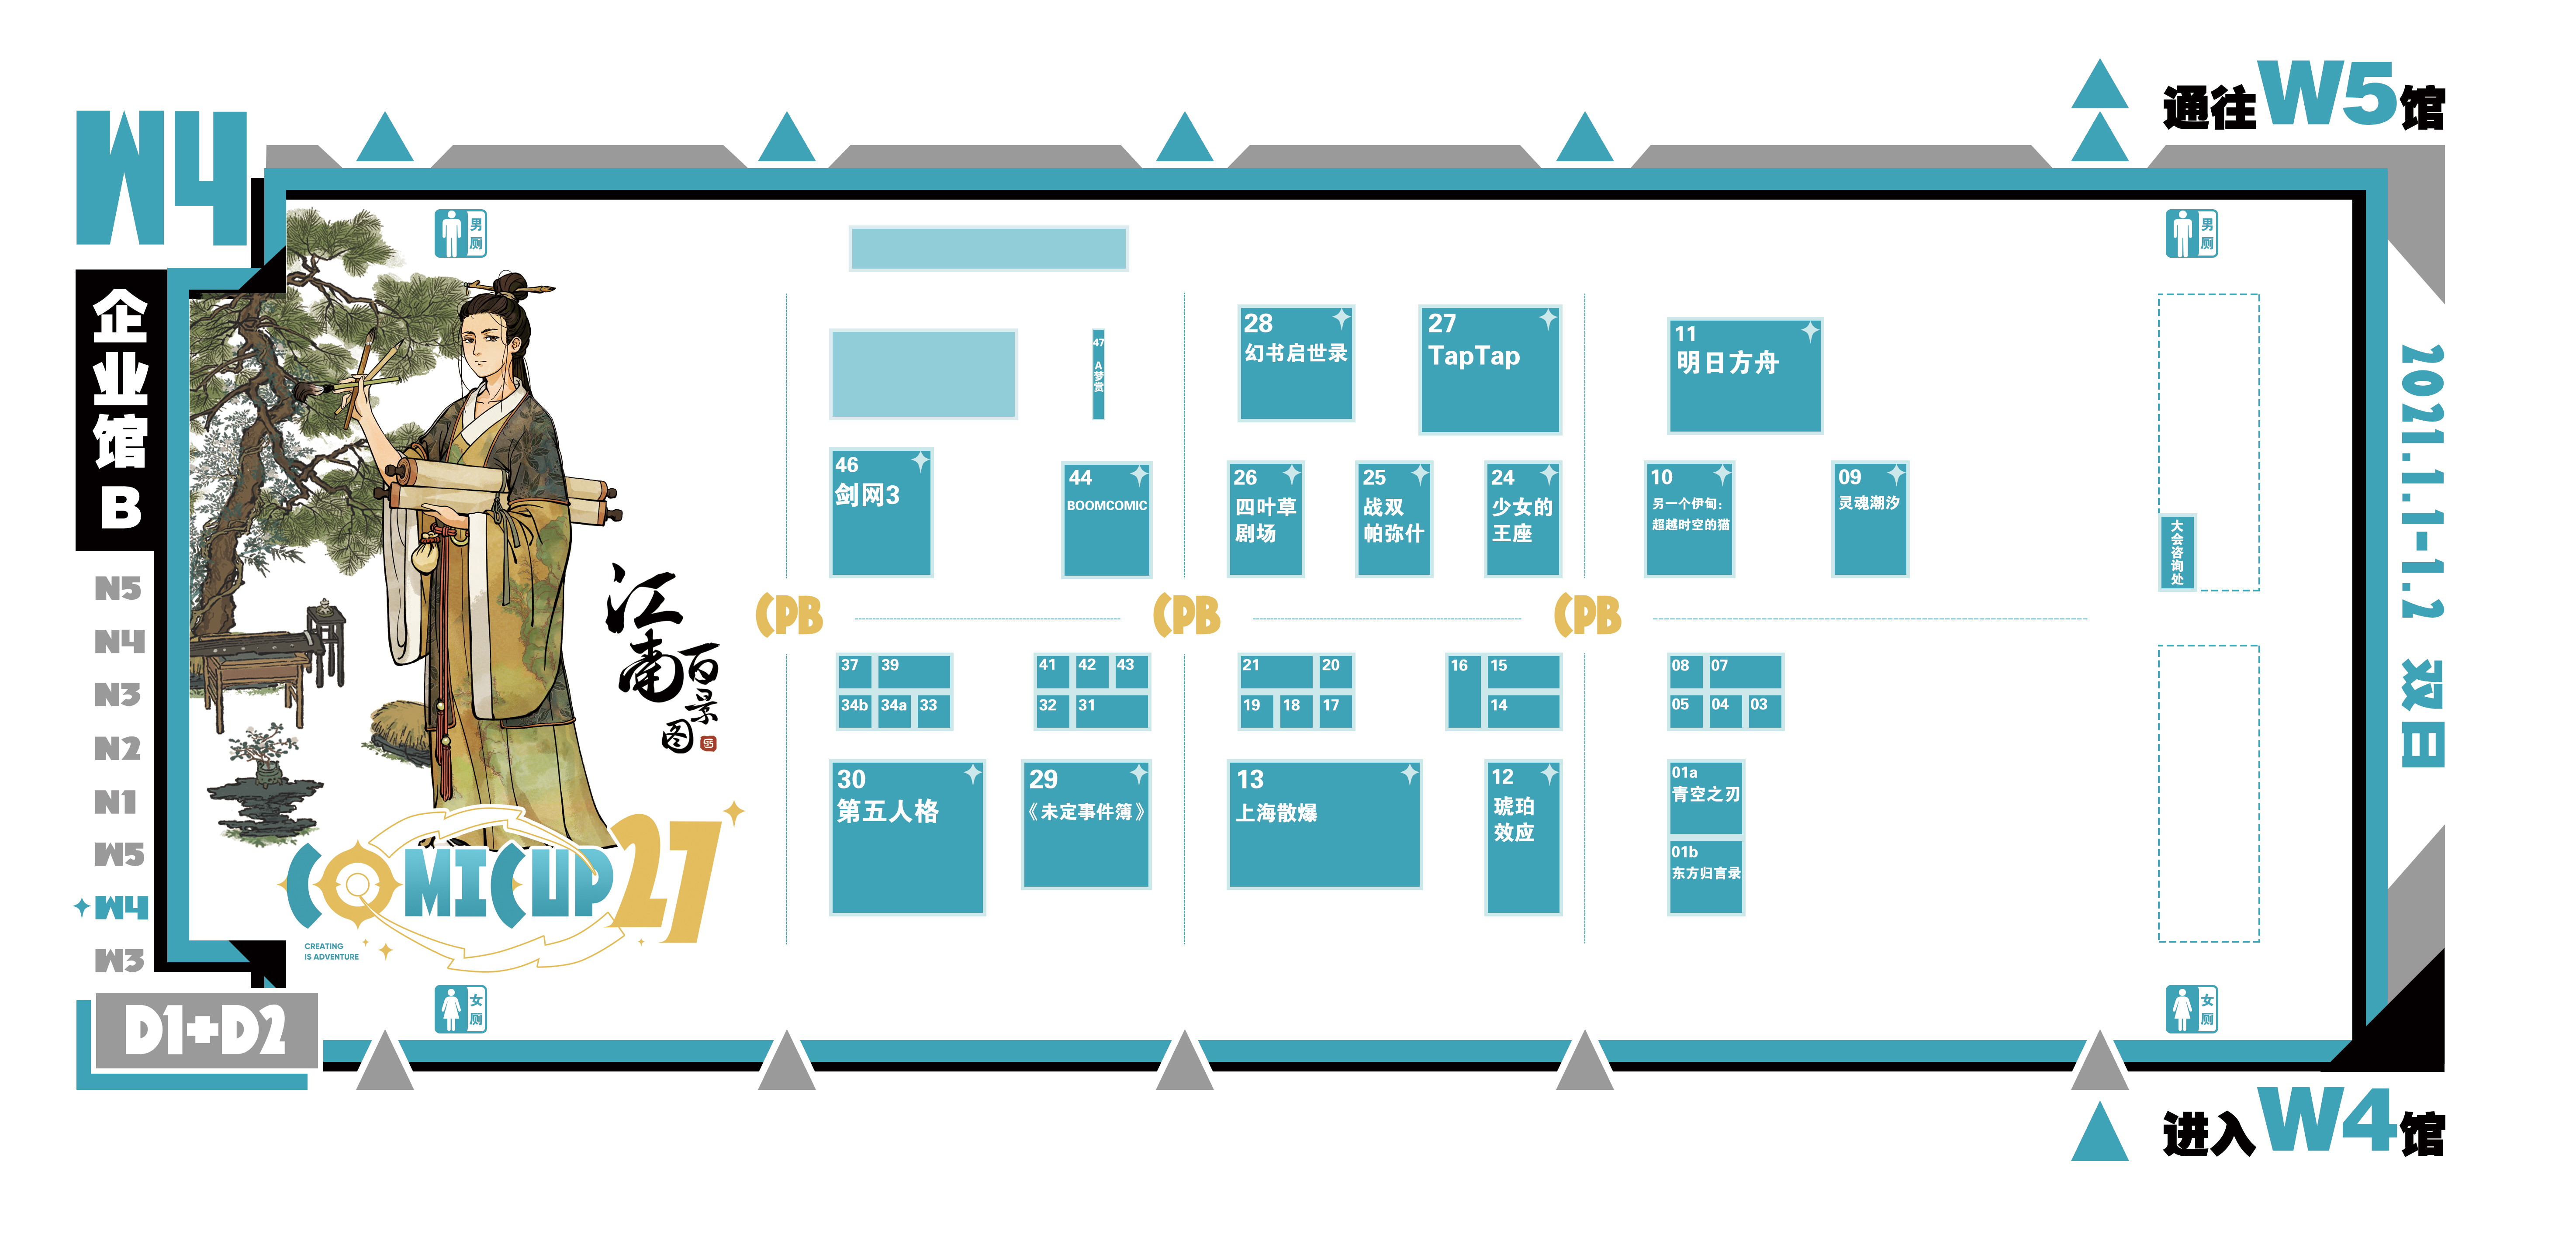 W4
企业馆B
N5
N4
N3
N2
N1
W5
W4
W3
D1+D2
通往W5馆
2021.1.1-1.2 双日
进入W4馆
男厕
男厕
女厕
女厕
江南百景图
COMICUP27
CREATING
IS ADVENTURE
CPB
CPB
CPB
47
A梦赏
46
剑网3
44
BOOMCOMIC
28
幻书启世录
27
TapTap
11
明日方舟
26
四叶草
剧场
25
战双
帕弥什
24
少女的
王座
10
另一个伊甸：
超越时空的猫
09
灵魂潮汐
大会咨询处
37 39
34b 34a 33
41 42 43
32 31
21 20
19 18 17
16 15
14
08 07
05 04 03
30
第五人格
29
《未定事件簿》
13
上海散爆
12
琥珀
效应
01a
青空之刃
01b
东方归言录